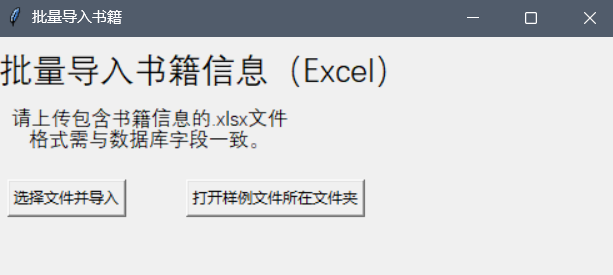 批量导入书籍
批量导入书籍信息（Excel）
请上传包含书籍信息的.xlsx文件
格式需与数据库字段一致。
选择文件并导入
打开样例文件所在文件夹